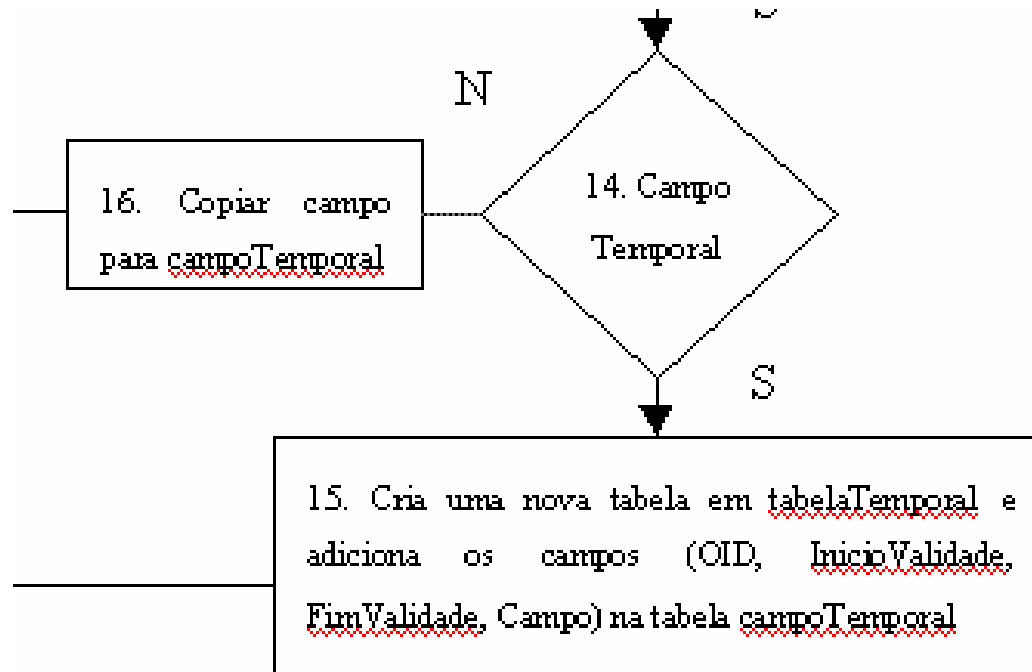 N
14. Campo
Temporal
16. Copiar campo
para campoTemporal
S
15. Cria uma nova tabela em tabelaTemporal e
adiciona os campos (OID, InicioValidade,
FimValidade, Campo) na tabela campoTemporal